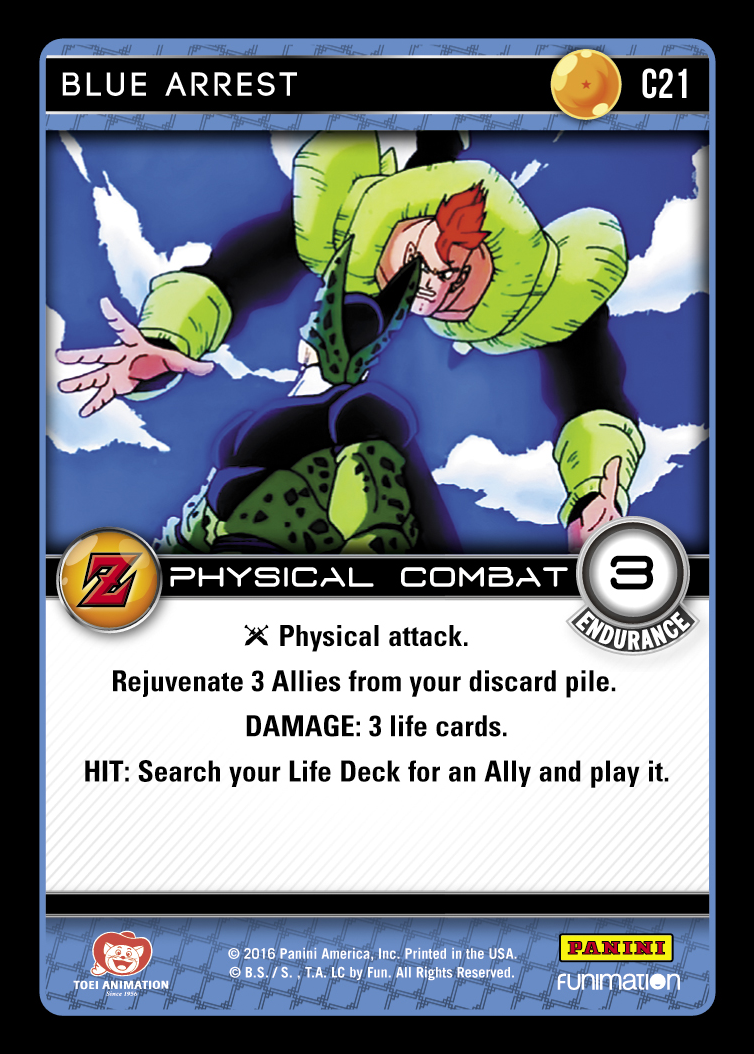 BLUE ARREST
C21
Z
PHYSICAL COMBAT
3
ENDURANCE
Physical attack.
Rejuvenate 3 Allies from your discard pile.
DAMAGE: 3 life cards.
HIT: Search your Life Deck for an Ally and play it.
TOEI ANIMATION
Since 1956
© 2016 Panini America, Inc. Printed in the USA.
© B.S. / S. , T.A. LC by Fun. All Rights Reserved.
PANINI
FUNIMATION